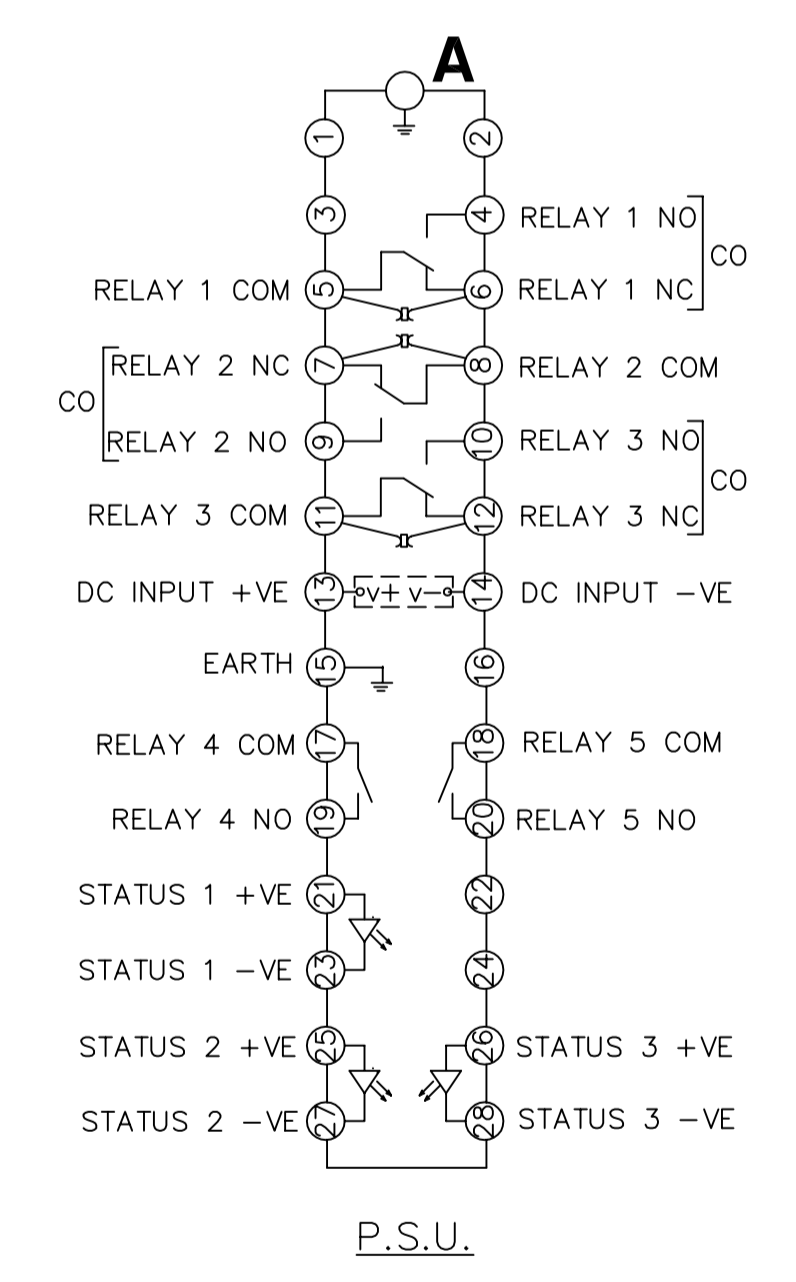 A
1 2
3 4 RELAY 1 NO
CO
RELAY 1 COM 5 6 RELAY 1 NC
RELAY 2 NC 7 8 RELAY 2 COM
CO
RELAY 2 NO 9 10 RELAY 3 NO
CO
RELAY 3 COM 11 12 RELAY 3 NC
DC INPUT +VE 13 V+ V− 14 DC INPUT −VE
EARTH 15 16
RELAY 4 COM 17 18 RELAY 5 COM
RELAY 4 NO 19 20 RELAY 5 NO
STATUS 1 +VE 21 22
STATUS 1 −VE 23 24
STATUS 2 +VE 25 26 STATUS 3 +VE
STATUS 2 −VE 27 28 STATUS 3 −VE
P.S.U.